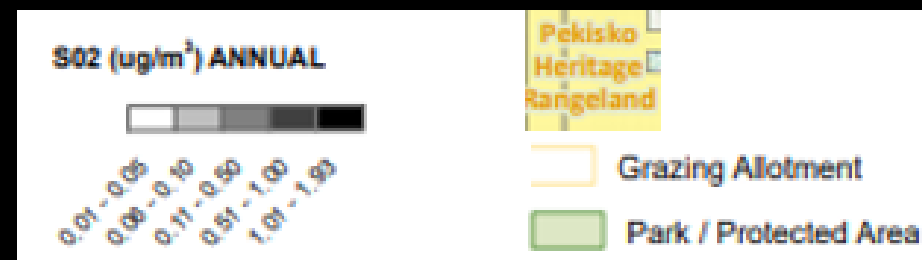 S02 (ug/m³) ANNUAL
0.01 - 0.05
0.06 - 0.10
0.11 - 0.50
0.51 - 1.00
1.01 - 1.93
Pekisko
Heritage
Rangeland
Grazing Allotment
Park / Protected Area